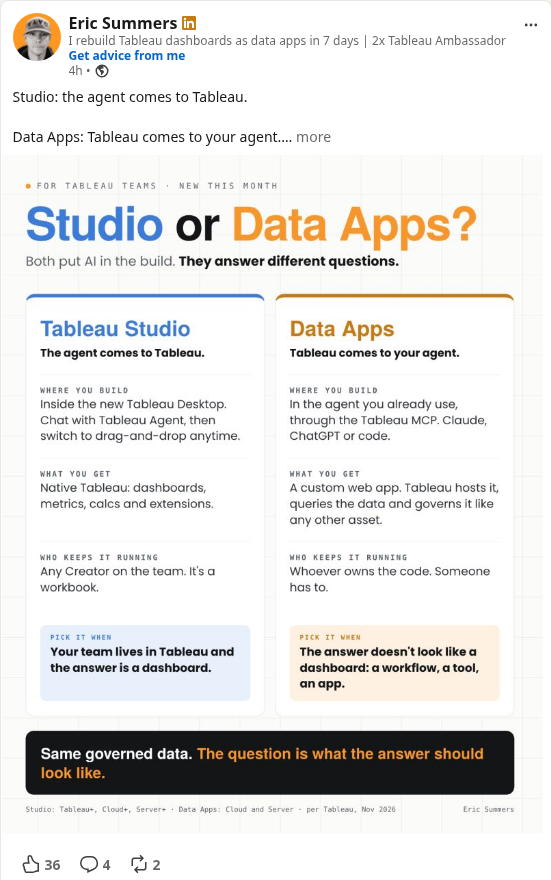 Eric Summers in
I rebuild Tableau dashboards as data apps in 7 days | 2x Tableau Ambassador
Get advice from me
4h •
Studio: the agent comes to Tableau.
Data Apps: Tableau comes to your agent.... more
FOR TABLEAU TEAMS · NEW THIS MONTH
Studio or Data Apps?
Both put AI in the build. They answer different questions.
Tableau Studio
The agent comes to Tableau.
WHERE YOU BUILD
Inside the new Tableau Desktop.
Chat with Tableau Agent, then
switch to drag-and-drop anytime.
WHAT YOU GET
Native Tableau: dashboards,
metrics, calcs and extensions.
WHO KEEPS IT RUNNING
Any Creator on the team. It's a
workbook.
PICK IT WHEN
Your team lives in Tableau and
the answer is a dashboard.
Data Apps
Tableau comes to your agent.
WHERE YOU BUILD
In the agent you already use,
through the Tableau MCP. Claude,
ChatGPT or code.
WHAT YOU GET
A custom web app. Tableau hosts it,
queries the data and governs it like
any other asset.
WHO KEEPS IT RUNNING
Whoever owns the code. Someone
has to.
PICK IT WHEN
The answer doesn't look like a
dashboard: a workflow, a tool,
an app.
Same governed data. The question is what the answer should
look like.
Studio: Tableau+, Cloud+, Server+ · Data Apps: Cloud and Server · per Tableau, Nov 2026
Eric Summers
36
4
2